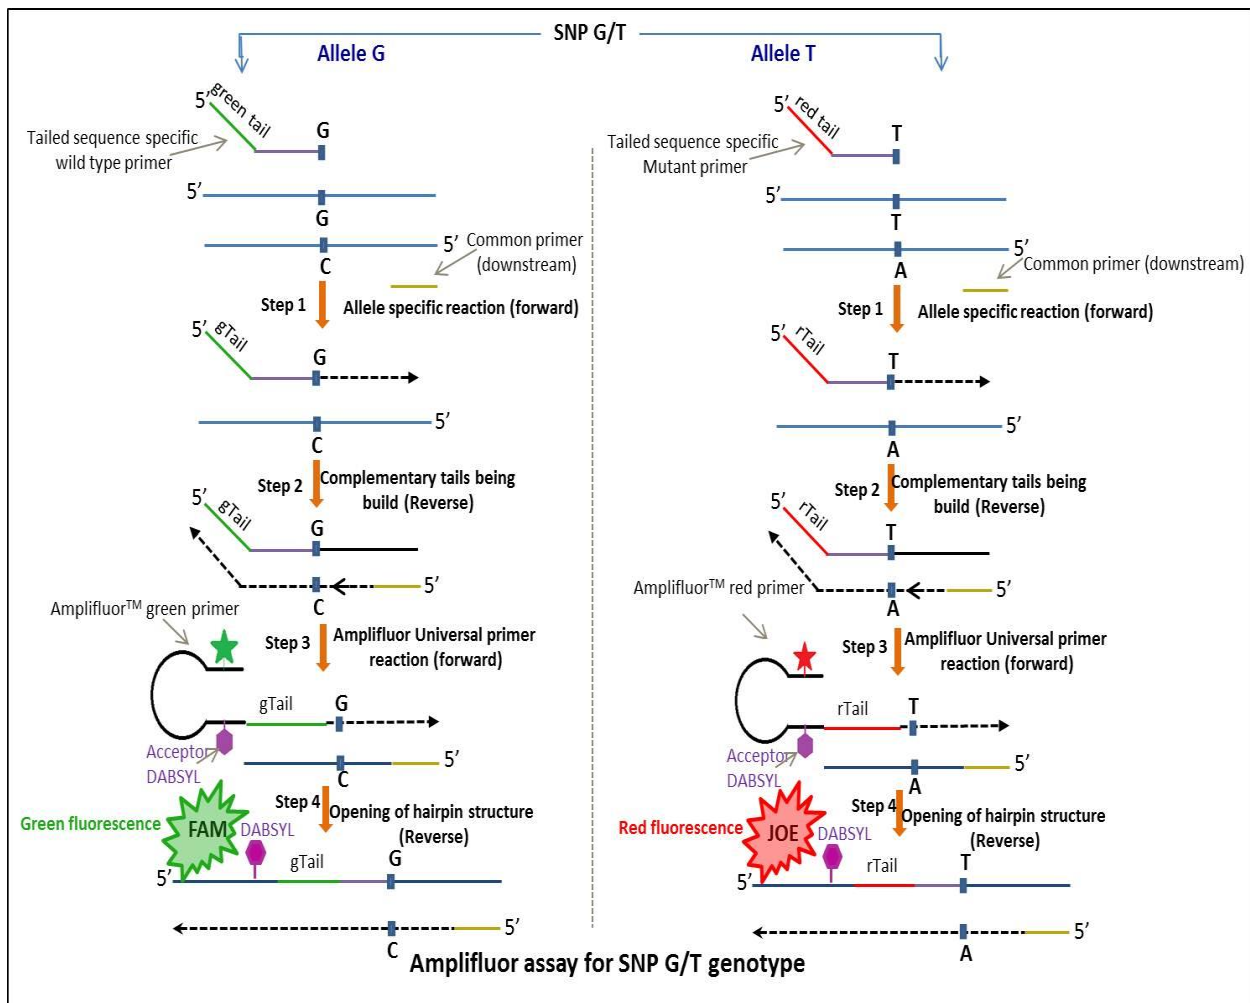 SNP G/T
Allele G
5’
green tail
G
Tailed sequence specific
wild type primer
5’
G
5’
Common primer
(downstream)
C
Step 1
Allele specific reaction (forward)
5’
gTail
G
5’
C
Step 2
Complementary tails being
build (Reverse)
5’
gTail
G
5’
C
Amplifluor™ green primer
Step 3
Amplifluor Universal primer
reaction (forward)
gTail
G
Acceptor
DABSYL
5’
C
Step 4
Opening of hairpin structure
(Reverse)
Green fluorescence
FAM
DABSYL
gTail
G
5’
5’
C
Allele T
5’
red tail
T
Tailed sequence specific
Mutant primer
5’
T
5’
Common primer (downstream)
A
Step 1
Allele specific reaction (forward)
5’
rTail
T
5’
A
Step 2
Complementary tails being
build (Reverse)
5’
rTail
T
5’
A
Amplifluor™ red primer
Step 3
Amplifluor Universal primer
reaction (forward)
rTail
T
Acceptor
DABSYL
5’
A
Step 4
Opening of hairpin structure
(Reverse)
Red fluorescence
JOE
DABSYL
rTail
T
5’
5’
A
Amplifluor assay for SNP G/T genotype